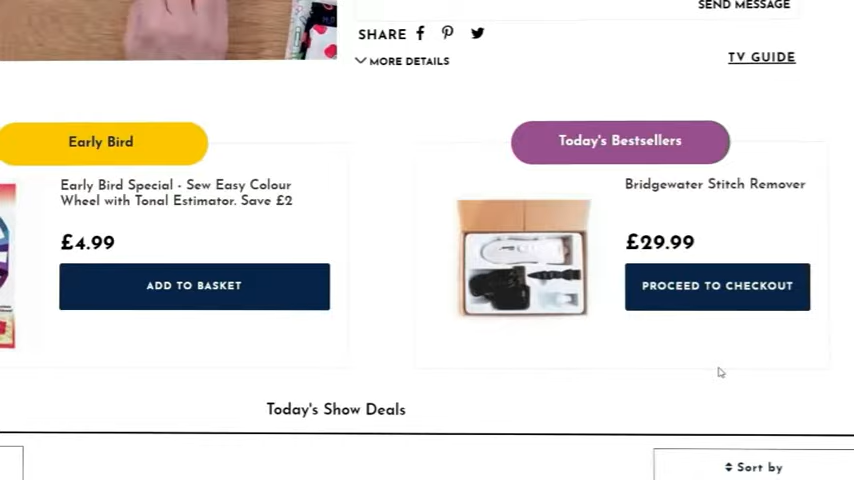 SEND MESSAGE
SHARE
MORE DETAILS
TV GUIDE
Early Bird
Early Bird Special - Sew Easy Colour
Wheel with Tonal Estimator. Save £2
£4.99
ADD TO BASKET
Today's Bestsellers
Bridgewater Stitch Remover
£29.99
PROCEED TO CHECKOUT
Today's Show Deals
Sort by